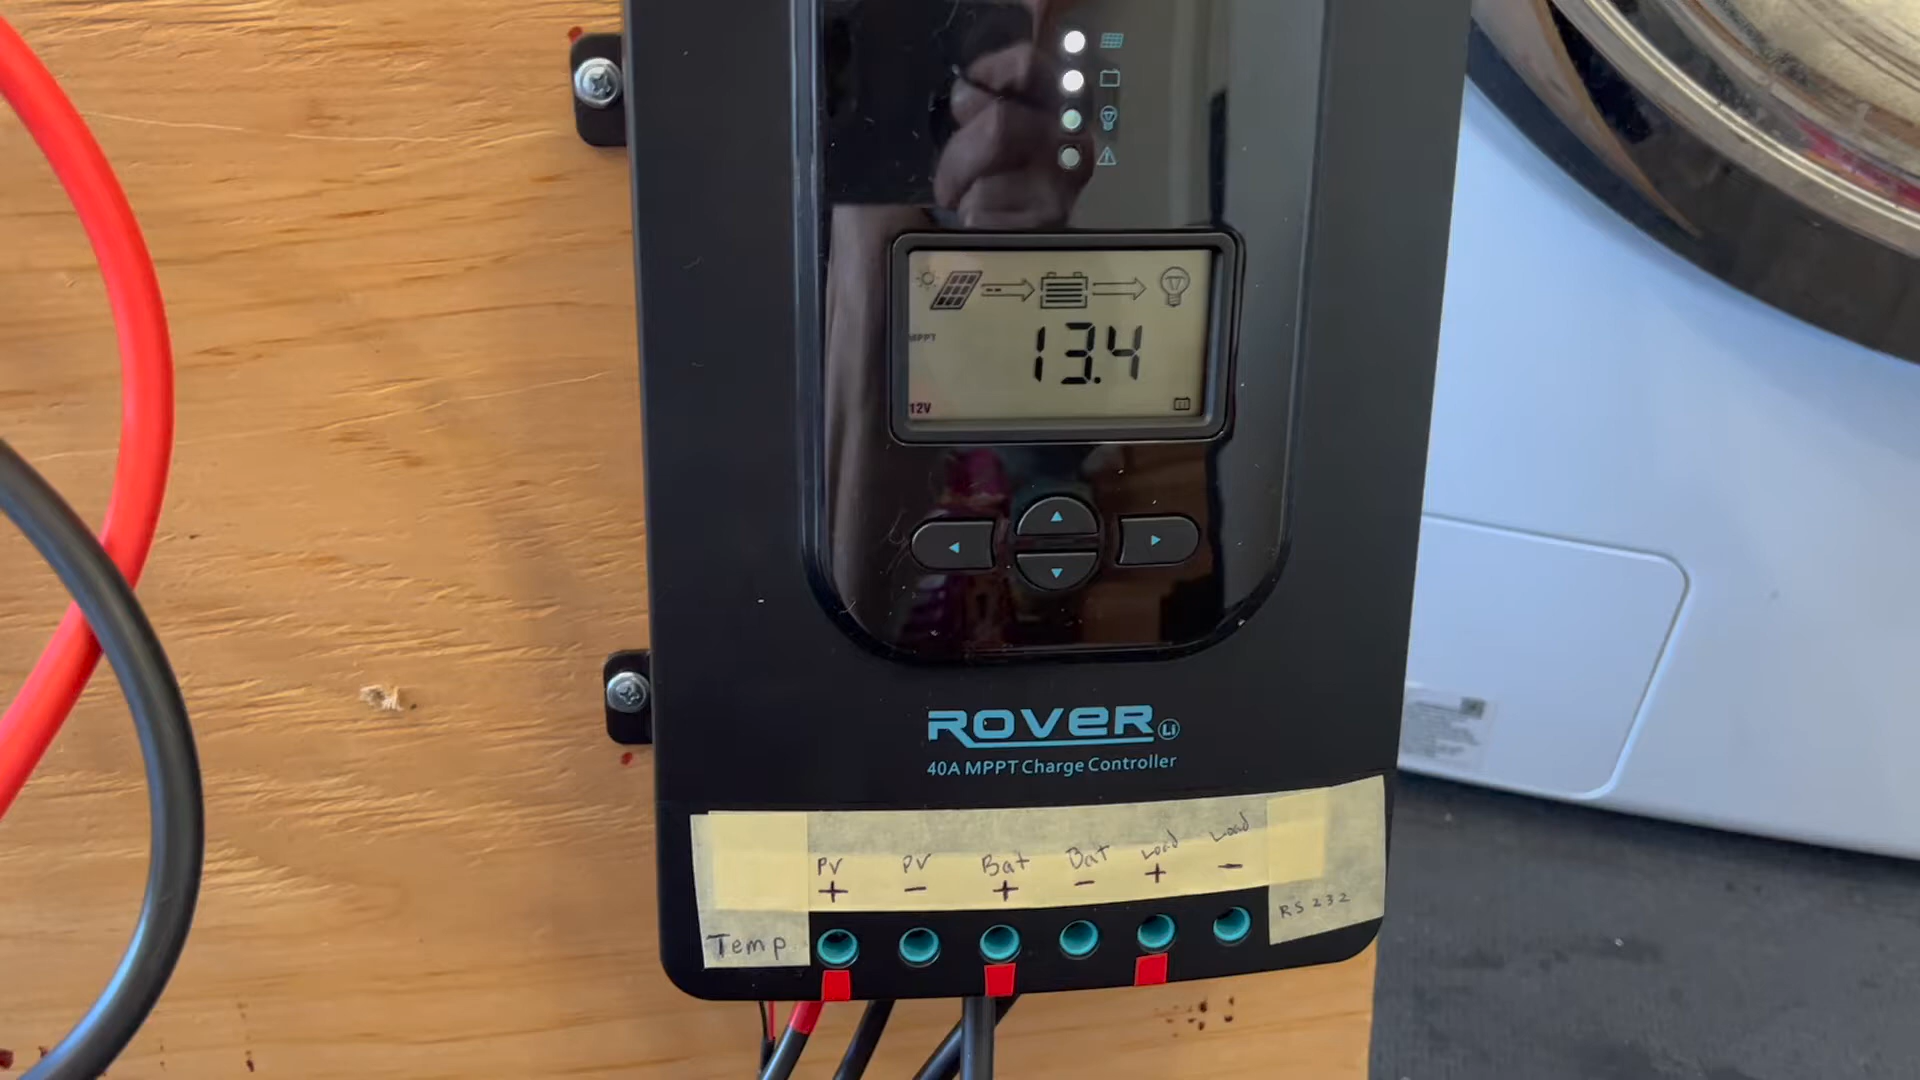 MPPT
13.4
12V
ROVER Li
40A MPPT Charge Controller
PV PV Bat Bat Load Load
+ - + - + -
Temp RS232